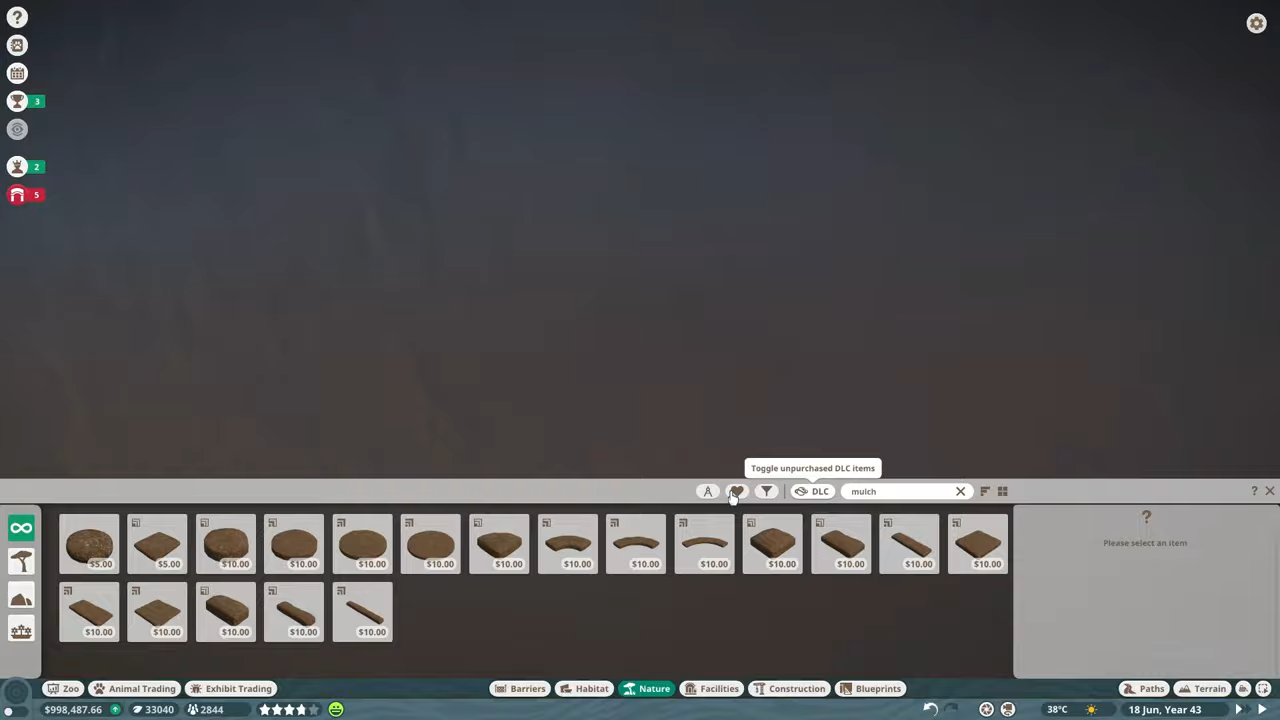 ?
3
2
5
Toggle unpurchased DLC items
DLC
mulch
? ×
$5.00 $5.00 $10.00 $10.00 $10.00 $10.00 $10.00 $10.00 $10.00 $10.00 $10.00 $10.00 $10.00 $10.00
$10.00 $10.00 $10.00 $10.00 $10.00
?
Please select an item
Zoo Animal Trading Exhibit Trading Barriers Habitat Nature Facilities Construction Blueprints Paths Terrain
$998,487.66 33040 2844 38°C 18 Jun, Year 43